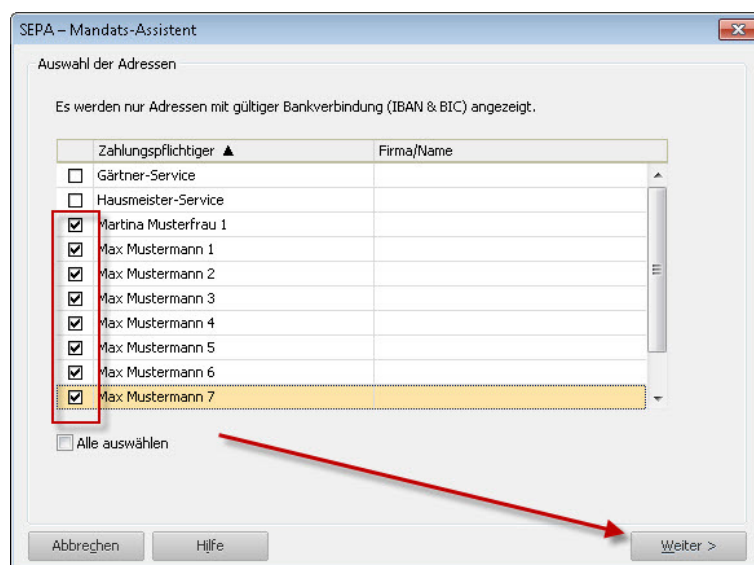 SEPA – Mandats-Assistent
Auswahl der Adressen
Es werden nur Adressen mit gültiger Bankverbindung (IBAN & BIC) angezeigt.
Zahlungspflichtiger ▲ Firma/Name
Gärtner-Service
Hausmeister-Service
Martina Musterfrau 1
Max Mustermann 1
Max Mustermann 2
Max Mustermann 3
Max Mustermann 4
Max Mustermann 5
Max Mustermann 6
Max Mustermann 7
Alle auswählen
Abbrechen Hilfe Weiter >